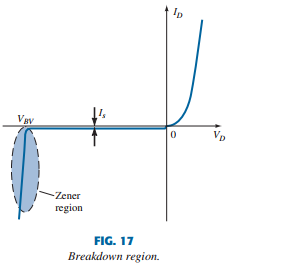 I_D
I_s
V_BV
0
V_D
Zener
region
FIG. 17
Breakdown region.